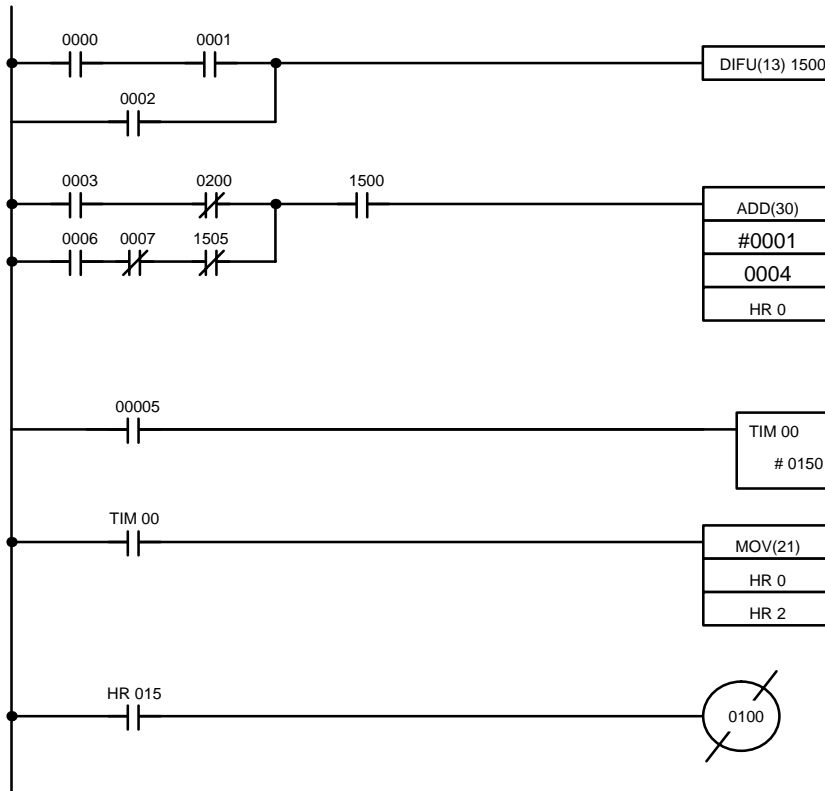 0000 0001
DIFU(13) 1500
0002
0003 0200 1500
ADD(30)
#0001
0004
HR 0
0006 0007 1505
00005
TIM 00
# 0150
TIM 00
MOV(21)
HR 0
HR 2
HR 015
0100